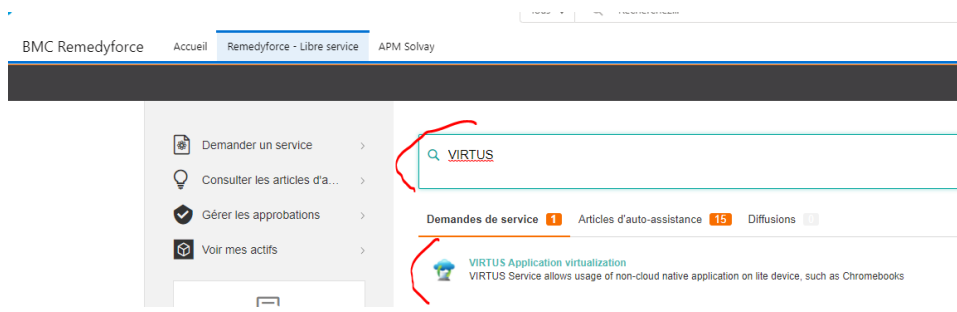 BMC Remedyforce Accueil Remedyforce - Libre service APM Solvay
Demander un service
Consulter les articles d'a...
Gérer les approbations
Voir mes actifs
VIRTUS
Demandes de service 1 Articles d'auto-assistance 15 Diffusions
VIRTUS Application virtualization
VIRTUS Service allows usage of non-cloud native application on lite device, such as Chromebooks